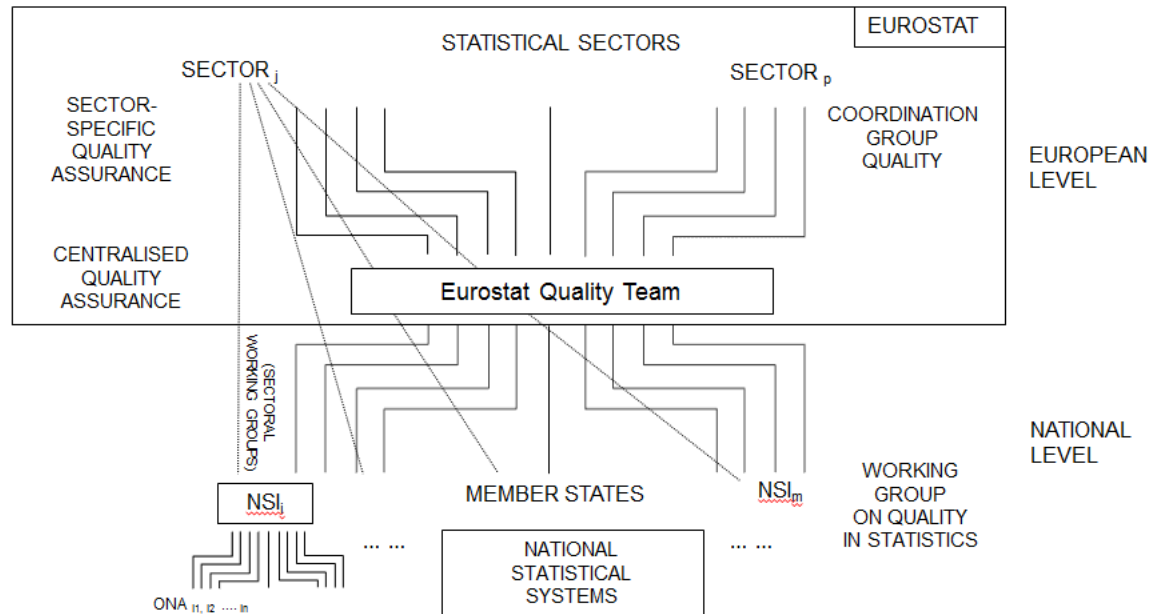 EUROSTAT
STATISTICAL SECTORS
SECTOR j
SECTOR p
SECTOR-
SPECIFIC
QUALITY
ASSURANCE
COORDINATION
GROUP
QUALITY
EUROPEAN
LEVEL
CENTRALISED
QUALITY
ASSURANCE
Eurostat Quality Team
(SECTORAL
WORKING GROUPS)
NATIONAL
LEVEL
NSIi
MEMBER STATES
NSIm
WORKING
GROUP
ON QUALITY
IN STATISTICS
... ...
NATIONAL
STATISTICAL
SYSTEMS
... ...
ONA i1, i2 .... in